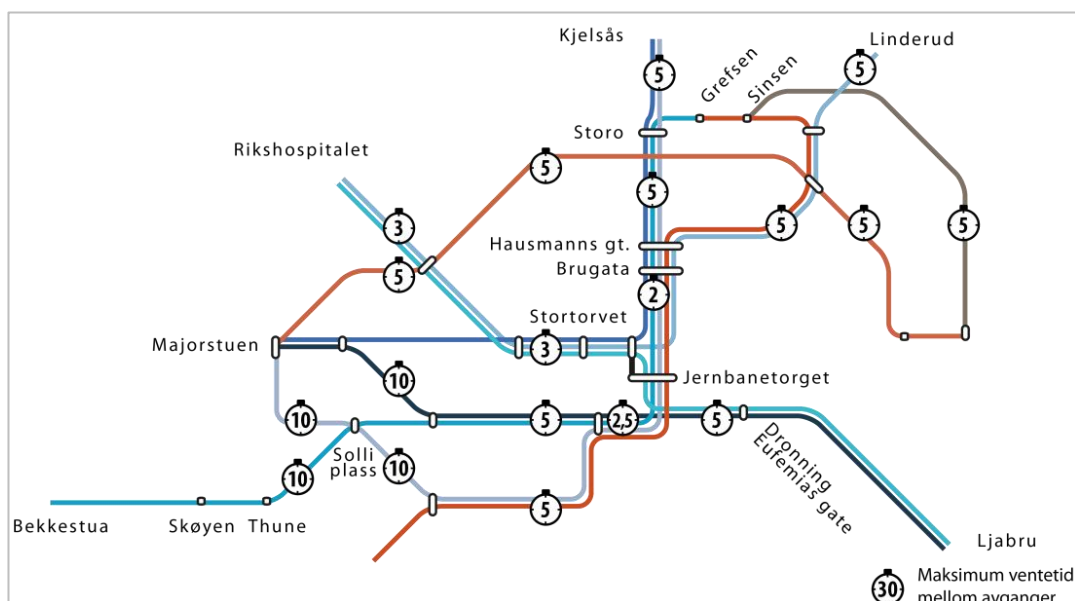 Kjelsås
Linderud
5
5
Grefsen
Sinsen
Storo
Rikshospitalet
5
5
3
5
5
5
Hausmanns gt.
5
Brugata
2
Stortorvet
Majorstuen
3
10
Jernbanetorget
10
5
2,5
5
Solli
plass
10
10
Dronning
Eufemias gate
5
Bekkestua
Skøyen
Thune
Ljabru
30
Maksimum ventetid
mellom avganger